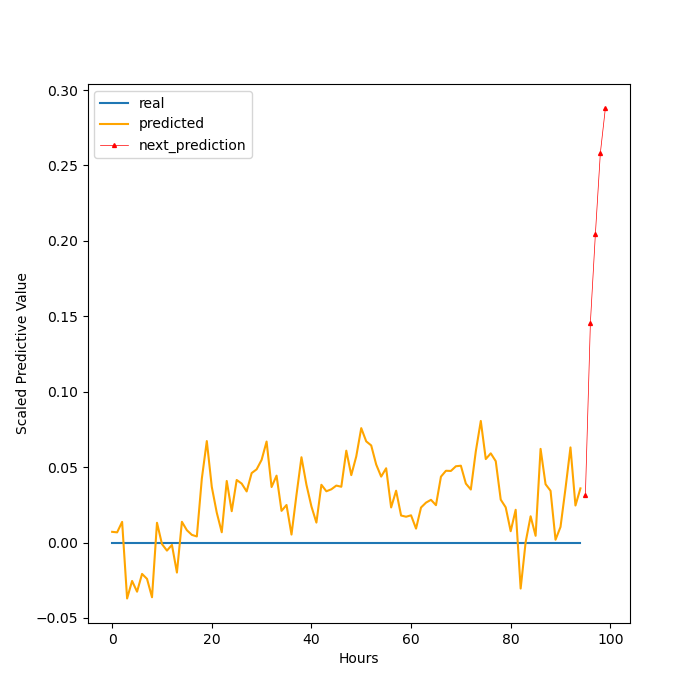 real
predicted
next_prediction
0.30
0.25
0.20
0.15
0.10
0.05
0.00
−0.05
Scaled Predictive Value
0 20 40 60 80 100
Hours